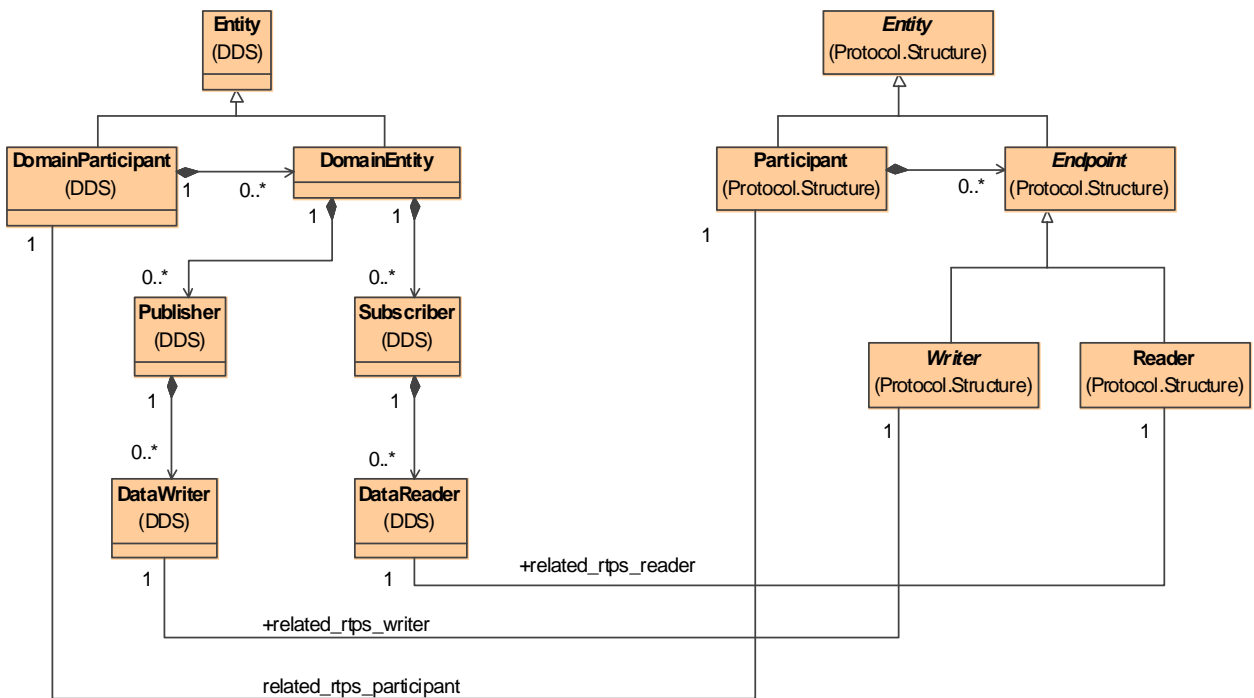 Entity
(DDS)
Entity
(Protocol.Structure)
DomainParticipant
(DDS)
1
0..*
DomainEntity
Participant
(Protocol.Structure)
0..*
Endpoint
(Protocol.Structure)
1
1
1
1
0..*
0..*
Publisher
(DDS)
Subscriber
(DDS)
Writer
(Protocol.Structure)
Reader
(Protocol.Structure)
1
1
1
1
0..*
0..*
DataWriter
(DDS)
DataReader
(DDS)
1
1
+related_rtps_reader
+related_rtps_writer
related_rtps_participant